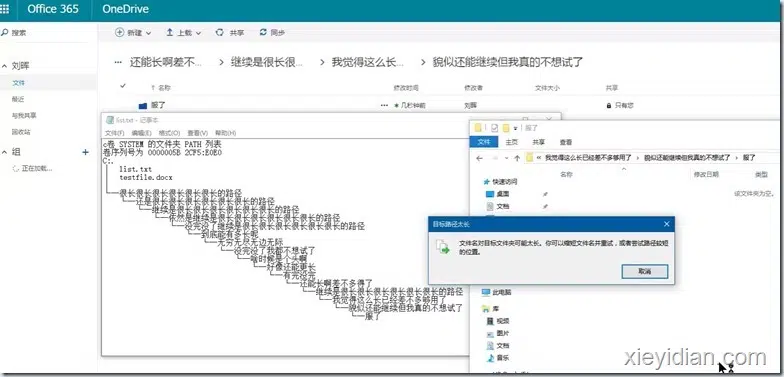 Office 365
OneDrive
搜索
新建
上载
共享
同步
刘晖
文件
最近
与我共享
回收站
组
正在加载...
还能长啊差不... 继续是很长很... 我觉得这么长... 貌似还能继续但我真的不想试了
名称
修改时间
修改者
文件大小
共享
服了
几秒钟前
刘晖
只有您
list.txt - 记事本
文件(F) 编辑(E) 格式(O) 查看(V) 帮助(H)
c卷 SYSTEM 的文件夹 PATH 列表
卷序列号为 0000005B 2CF5:E0E0
C:.
list.txt
testfile.docx
很长很长很长很长很长很长的路径
还是很长很长很长很长很长很长的路径
继续是很长很长很长很长很长很长的路径
依然是继续是很长很长很长很长很长很长的路径
没完没了继续是很长很长很长很长很长很长的路径
到底能有多长呢
无穷无尽无边无际
没完没了我都不想试了
啥时候是个头啊
好像还能更长
有完没完
还能长啊差不多得了
继续是很长很长很长很长很长很长的路径
我觉得这么长已经差不多够用了
貌似还能继续但我真的不想试了
服了
服了
文件
主页
共享
查看
« 我觉得这么长已经差不多够用了 › 貌似还能继续但我真的不想试了 › 服了
名称
修改日期
类型
该文件夹为空。
快速访问
桌面
文档
目标路径太长
文件名对目标文件夹可能太长。你可以缩短文件名并重试，或者尝试路径较短
的位置。
取消
此电脑
库
视频
图片
文档
音乐
xieyidian.com